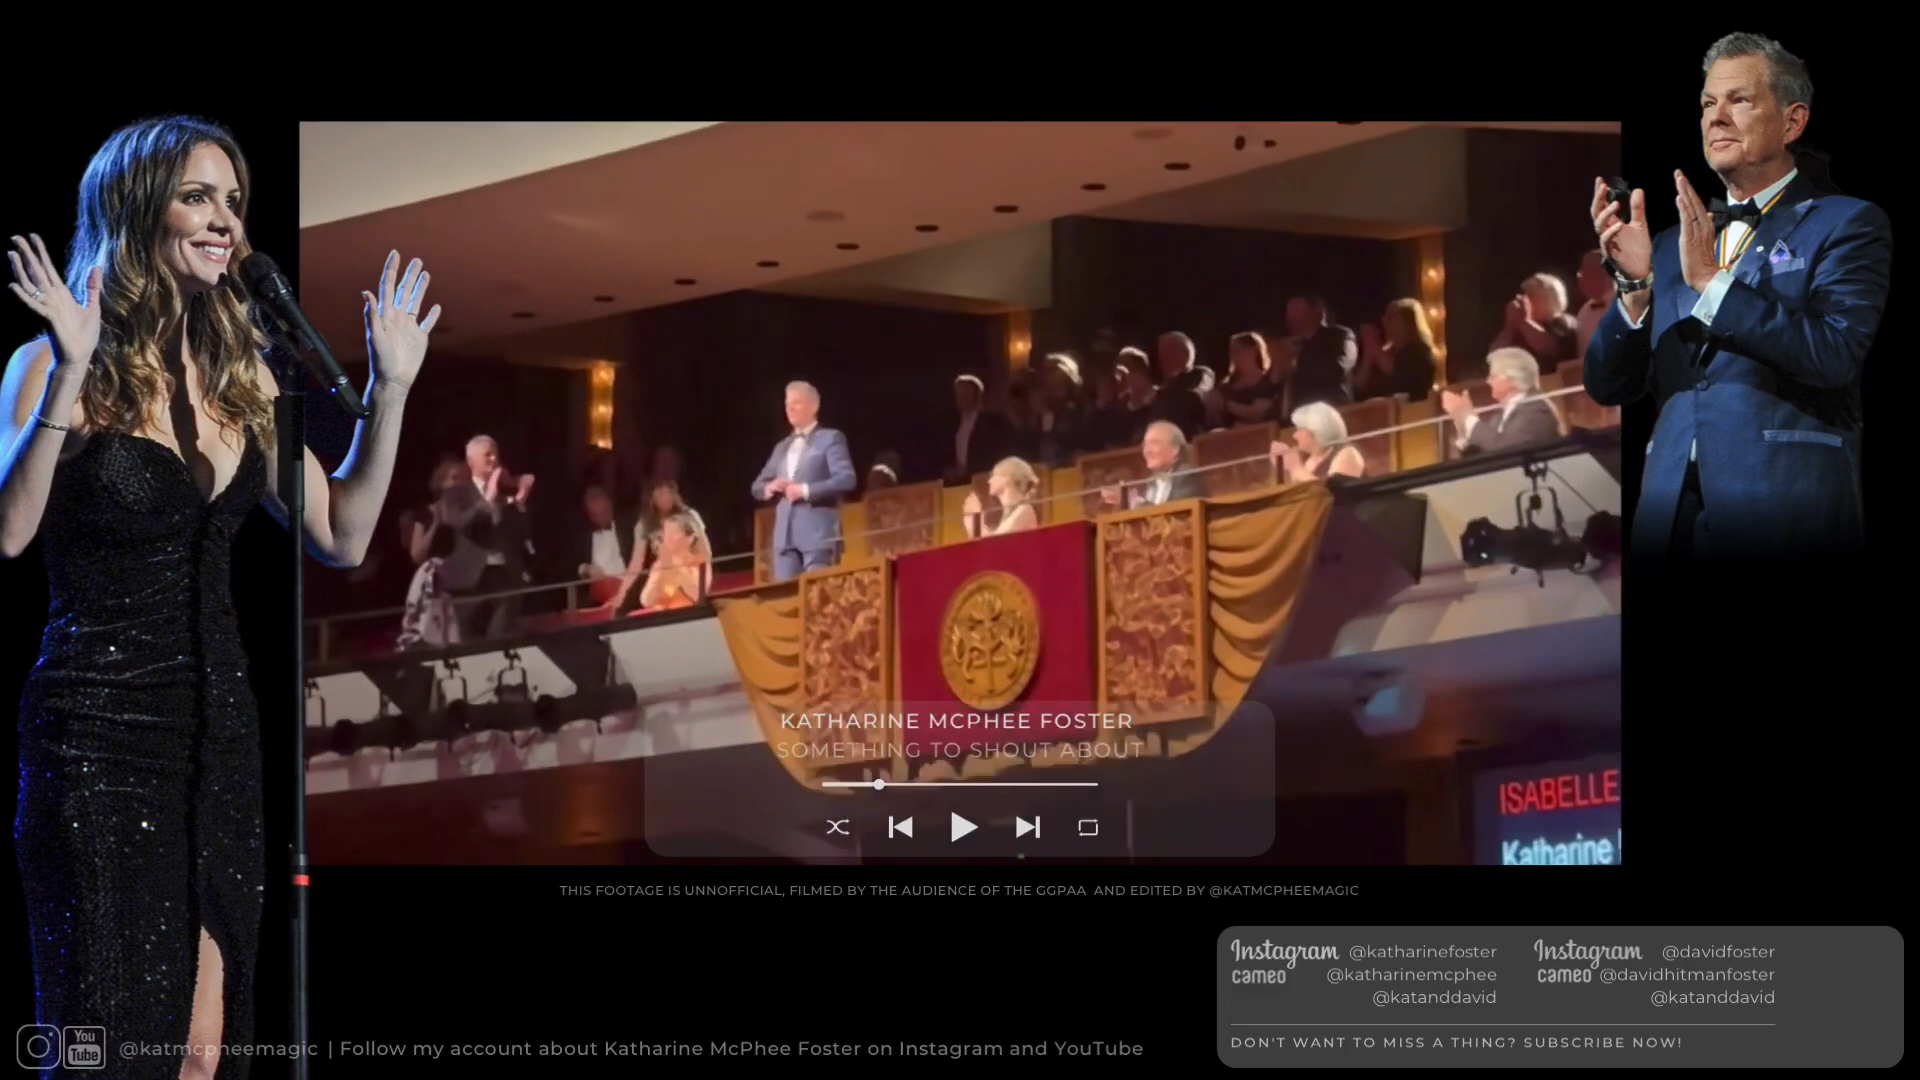 KATHARINE MCPHEE FOSTER
SOMETHING TO SHOUT ABOUT
ISABELLE
Katharine
THIS FOOTAGE IS UNNOFFICIAL, FILMED BY THE AUDIENCE OF THE GGPAA AND EDITED BY @KATMCPHEEMAGIC
Instagram @katharinefoster
cameo @katharinemcphee
@katanddavid
Instagram @davidfoster
cameo @davidhitmanfoster
@katanddavid
DON'T WANT TO MISS A THING? SUBSCRIBE NOW!
You Tube @katmcpheemagic | Follow my account about Katharine McPhee Foster on Instagram and YouTube